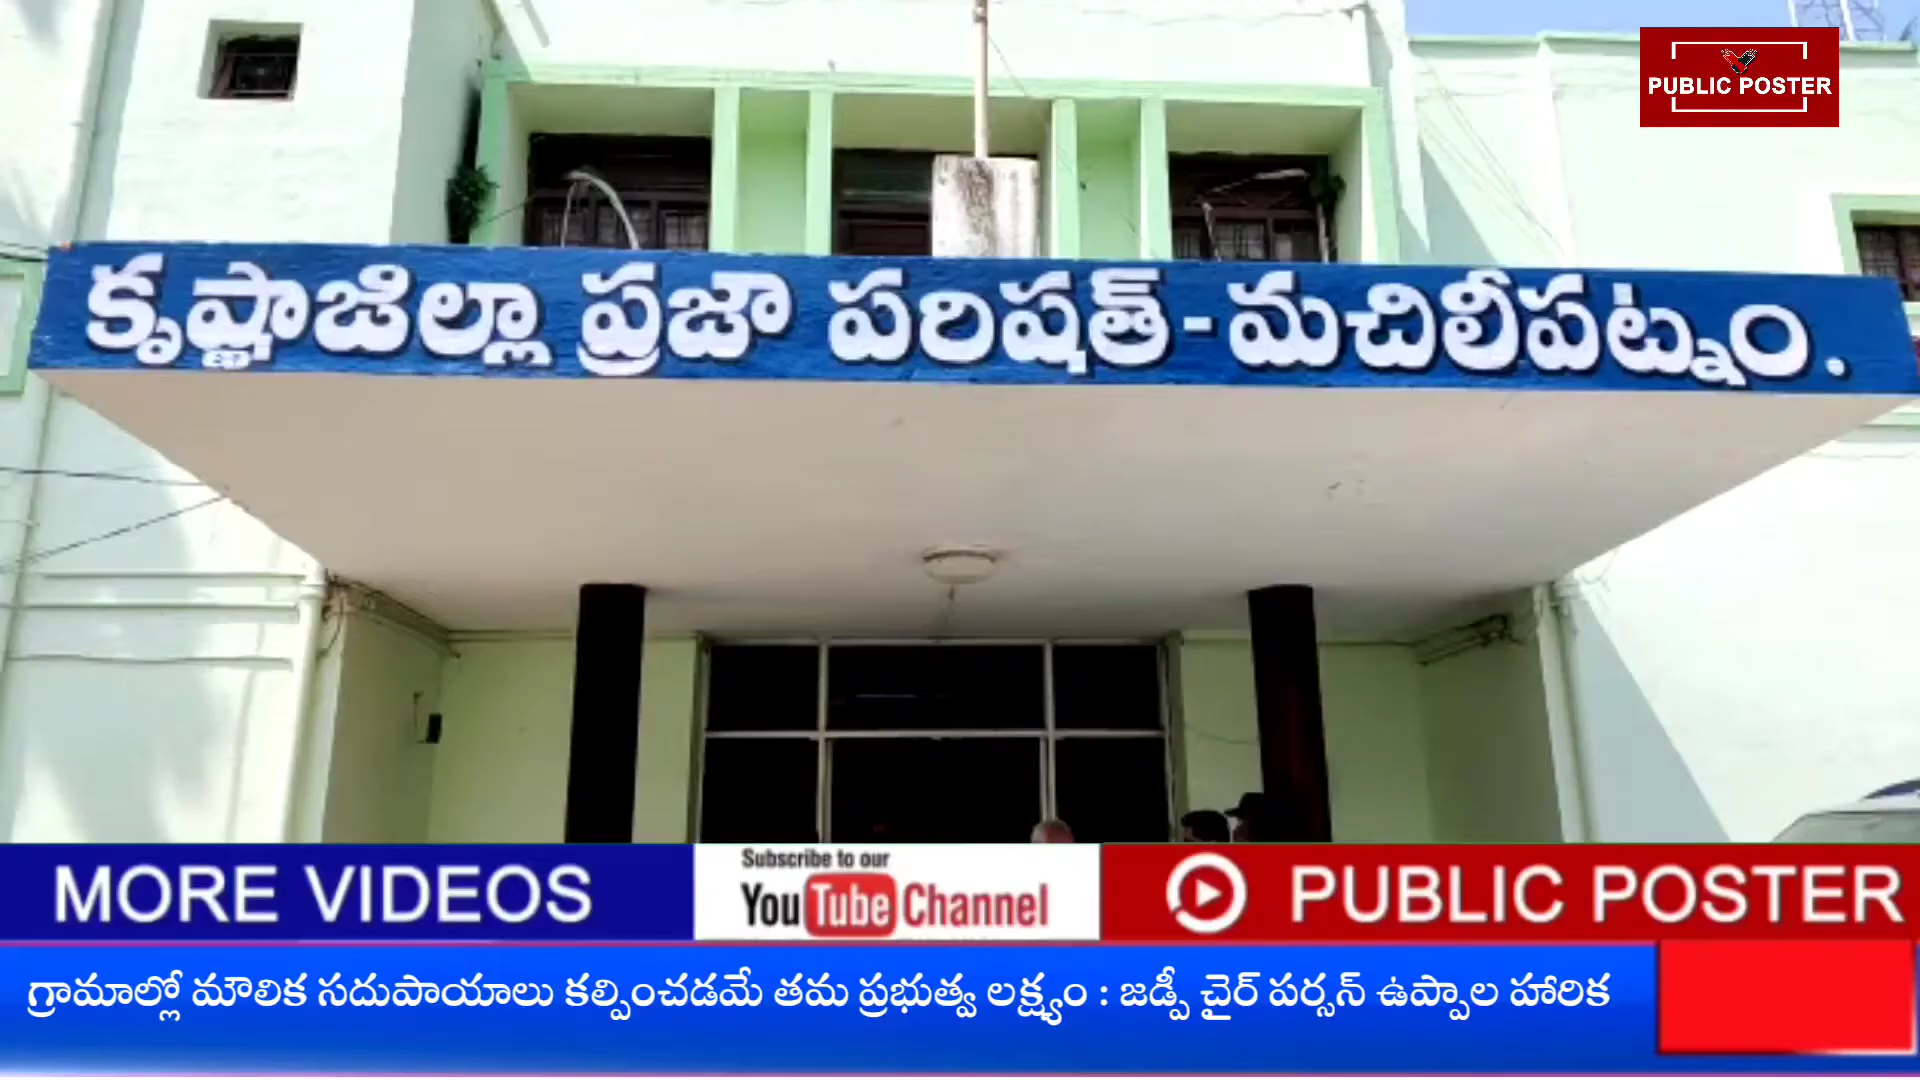 PUBLIC POSTER
కృష్ణాజిల్లా ప్రజా పరిషత్ - మచిలీపట్నం.
MORE VIDEOS
Subscribe to our
YouTube Channel
PUBLIC POSTER
గ్రామాల్లో మౌలిక సదుపాయాలు కల్పించడమే తమ ప్రభుత్వ లక్ష్యం : జడ్పీ చైర్ పర్సన్ ఉప్పాల హారిక